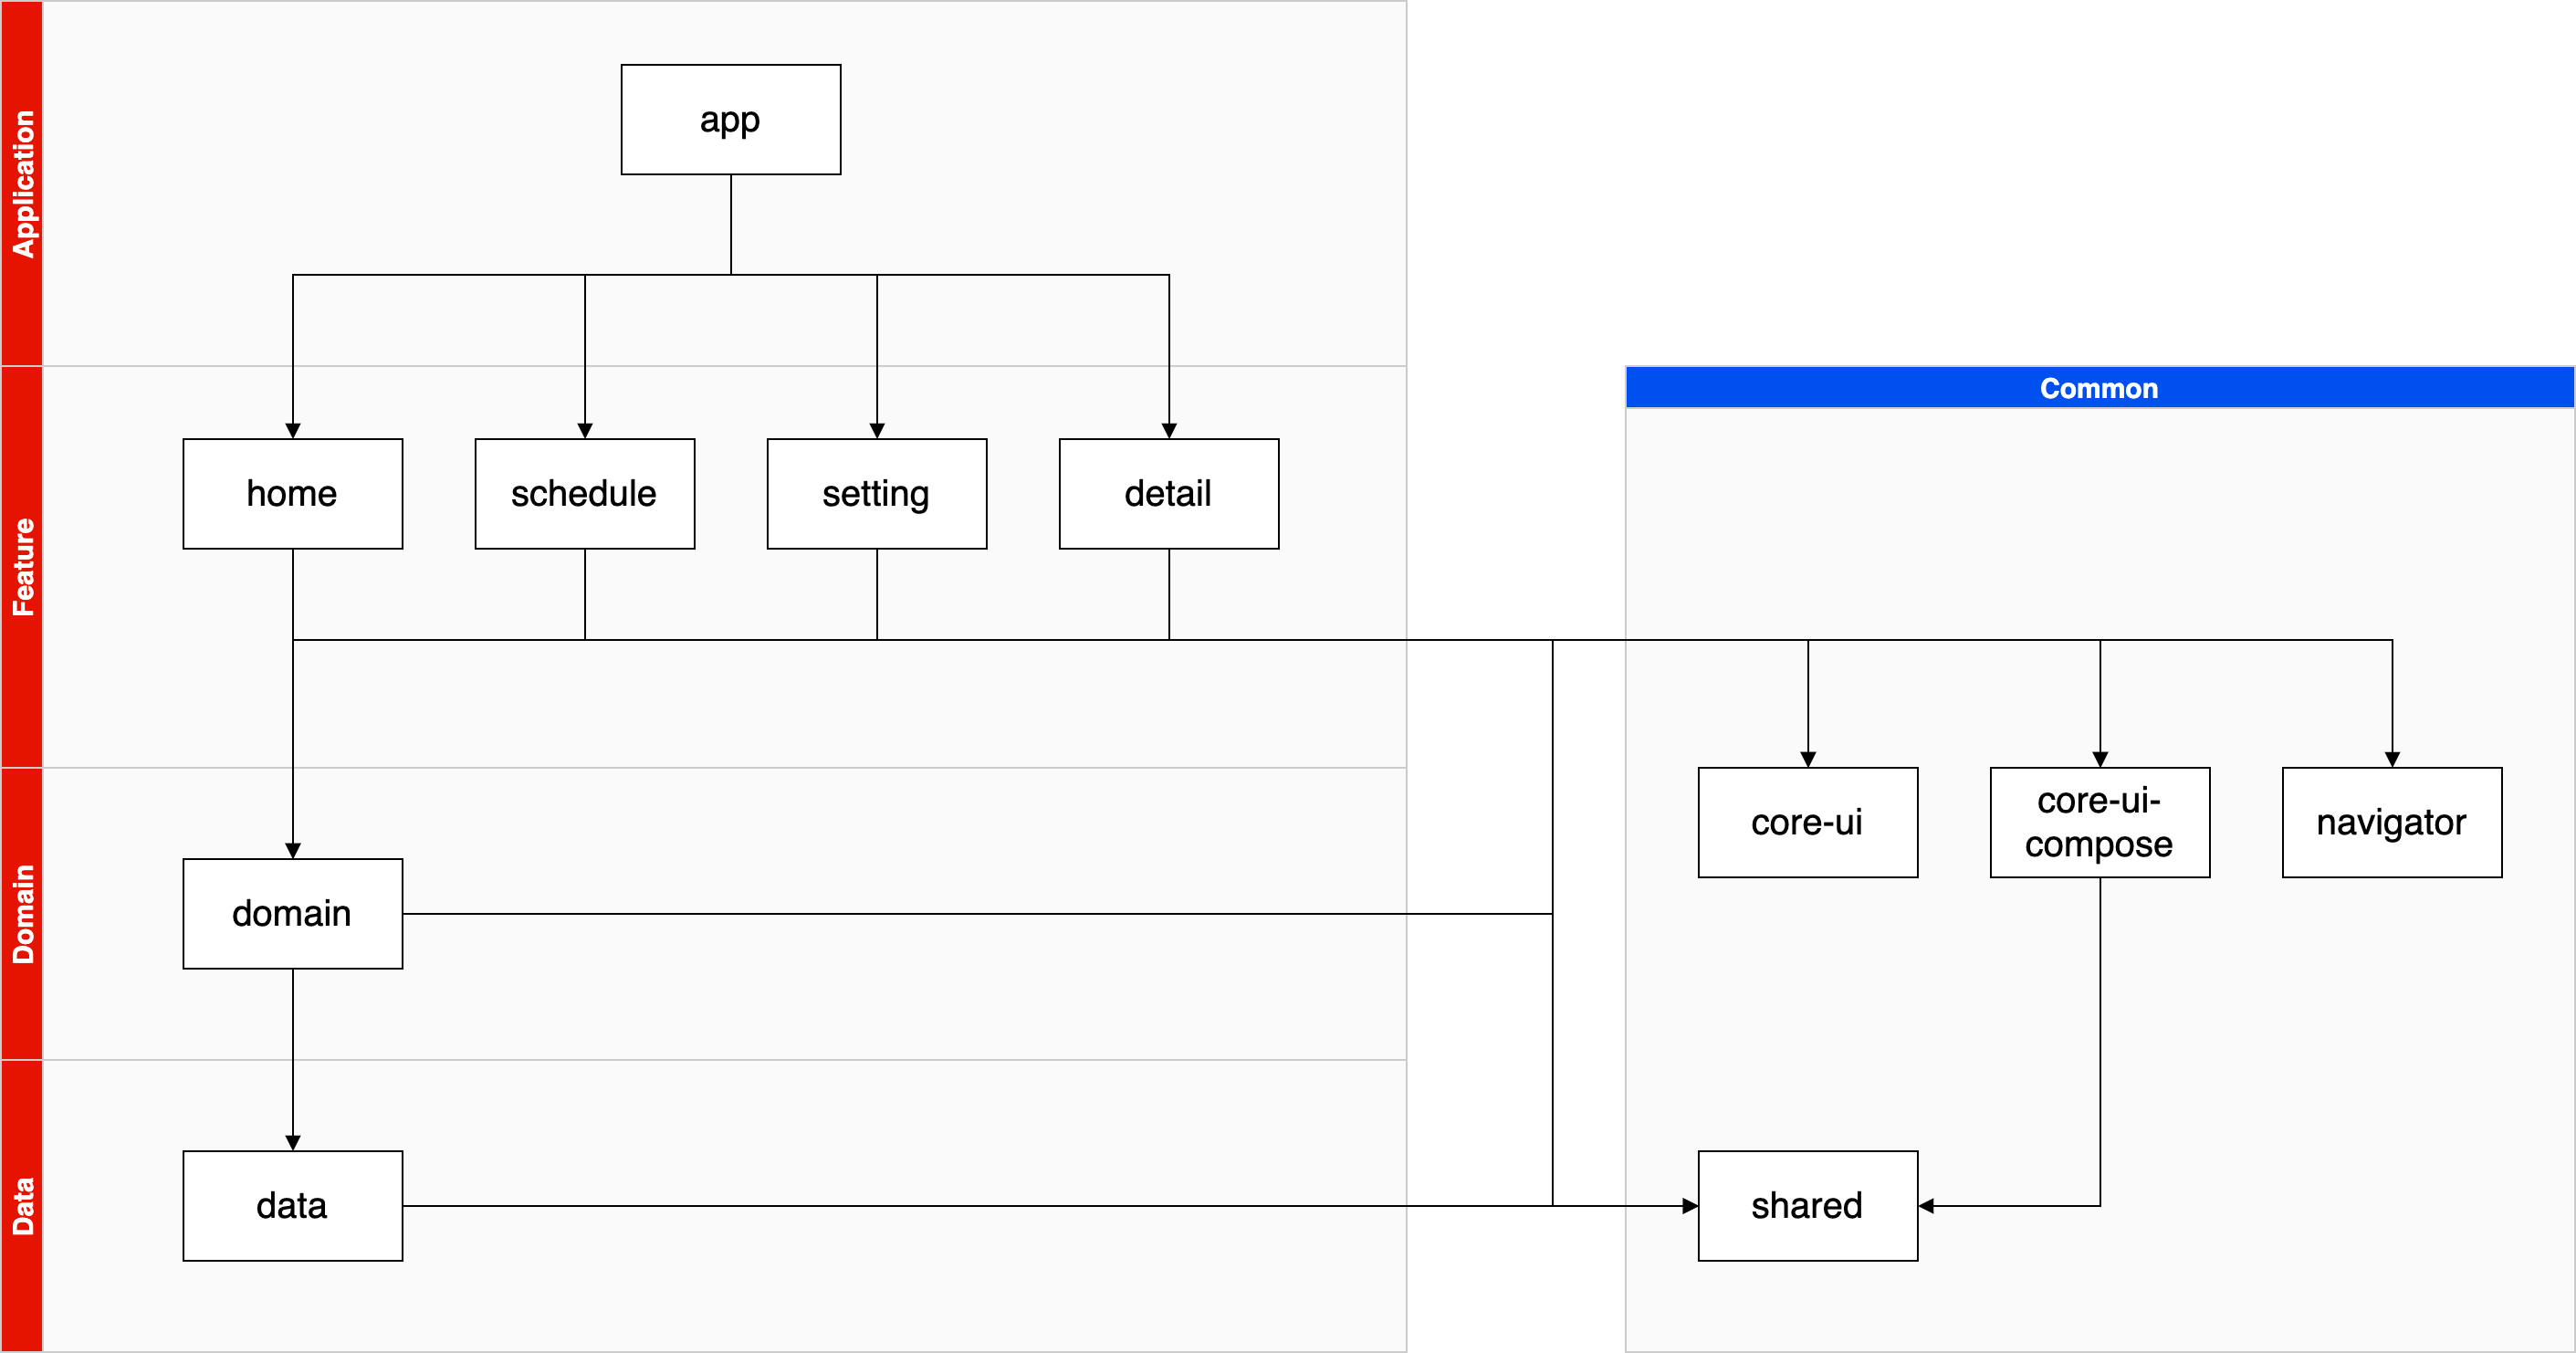 Application
app
Feature
home
schedule
setting
detail
Common
core-ui
core-ui-
compose
navigator
Domain
domain
Data
data
shared